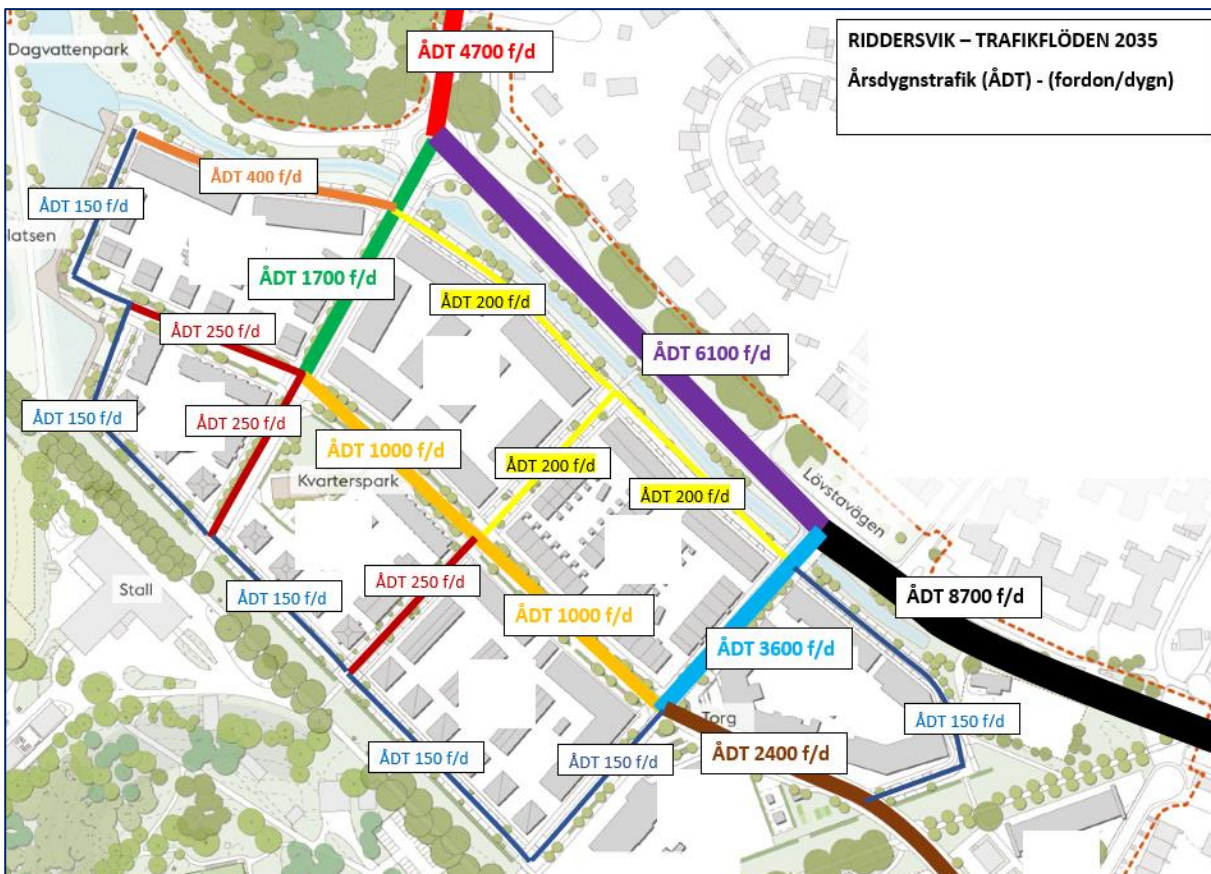 RIDDERSVIK – TRAFIKFLÖDEN 2035
Årsdygnstrafik (ÅDT) - (fordon/dygn)
Dagvattenpark
ÅDT 4700 f/d
ÅDT 400 f/d
ÅDT 150 f/d
latsen
ÅDT 1700 f/d
ÅDT 200 f/d
ÅDT 250 f/d
ÅDT 6100 f/d
ÅDT 150 f/d
ÅDT 250 f/d
ÅDT 1000 f/d
ÅDT 200 f/d
Kvarterspark
ÅDT 200 f/d
Lövstavägen
Stall
ÅDT 150 f/d
ÅDT 250 f/d
ÅDT 1000 f/d
ÅDT 8700 f/d
ÅDT 3600 f/d
Torg
ÅDT 150 f/d
ÅDT 2400 f/d
ÅDT 150 f/d
ÅDT 150 f/d